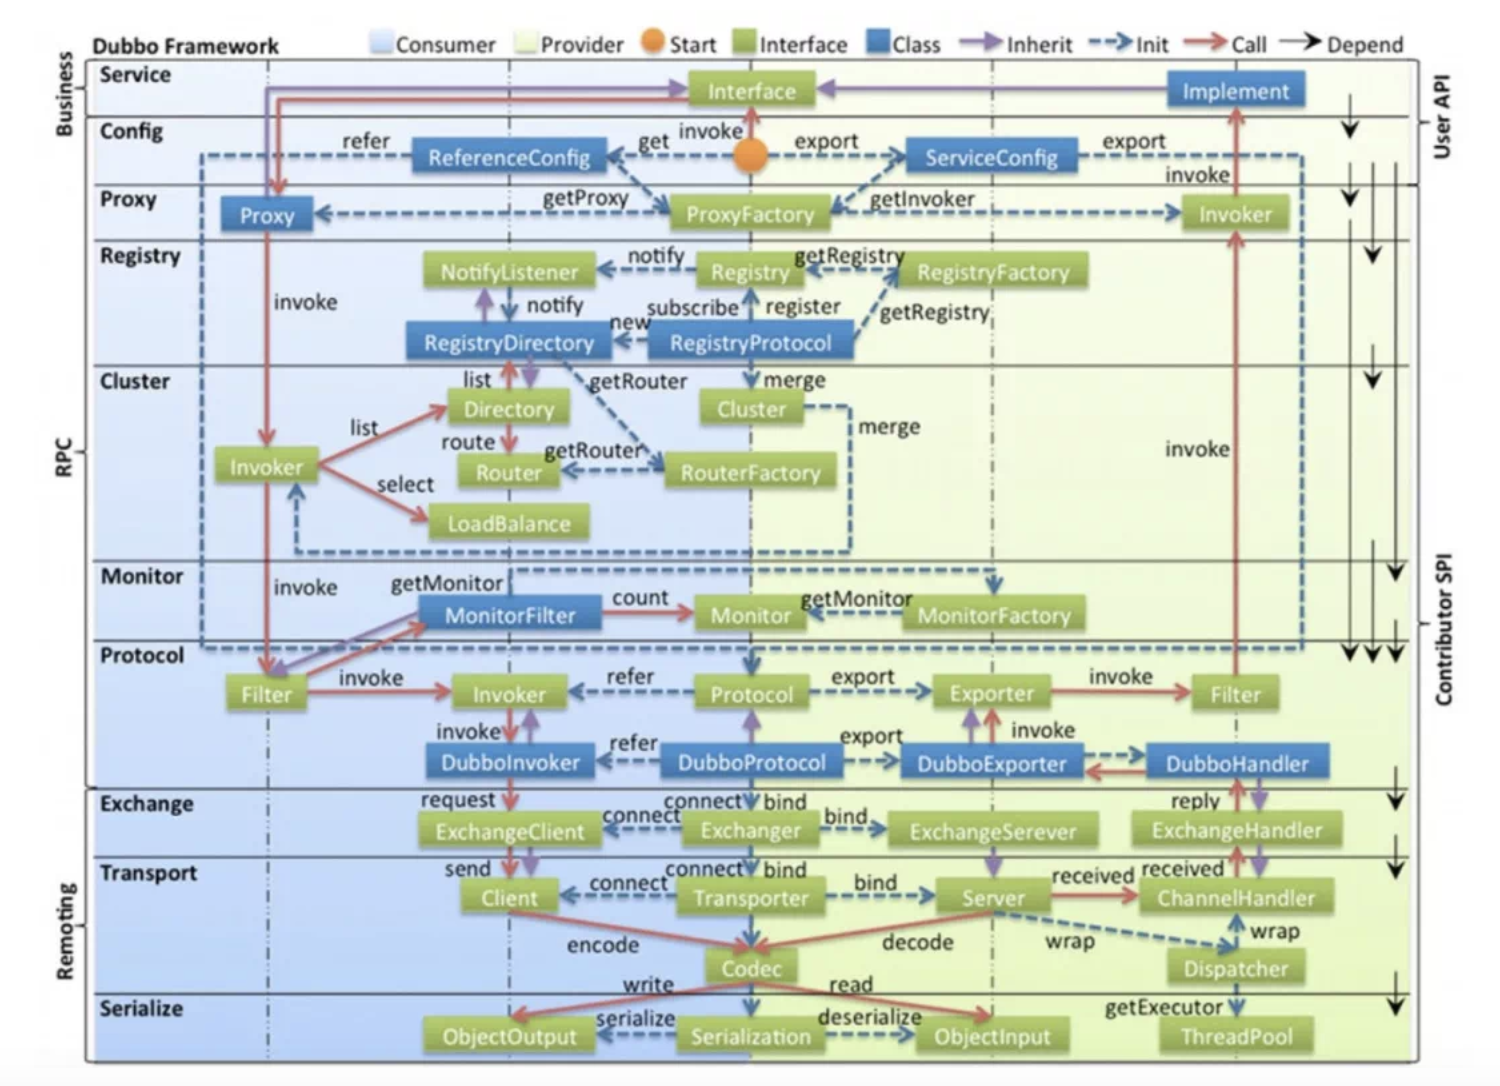 Dubbo Framework
Consumer Provider Start Interface Class Inherit Init Call Depend
Business
User API
Service
Interface Implement
Config
refer ReferenceConfig get invoke export ServiceConfig export
invoke
Proxy
Proxy getProxy ProxyFactory getInvoker Invoker
RPC
Contributor SPI
Registry
NotifyListener notify Registry getRegistry RegistryFactory
invoke notify subscribe register getRegistry
RegistryDirectory new RegistryProtocol
Cluster
list getRouter merge
Directory Cluster
list route merge
Invoker getRouter invoke
Router RouterFactory
select
LoadBalance
Monitor
invoke getMonitor
MonitorFilter count Monitor getMonitor MonitorFactory
Protocol
Filter invoke Invoker refer Protocol export Exporter invoke Filter
invoke refer export invoke
DubboInvoker DubboProtocol DubboExporter DubboHandler
Remoting
Exchange
request connect bind reply
ExchangeClient connect Exchanger bind ExchangeSerever ExchangeHandler
Transport
send connect bind received received
Client connect Transporter bind Server ChannelHandler
encode decode wrap wrap
Codec Dispatcher
write read
Serialize
getExecutor
ObjectOutput serialize Serialization deserialize ObjectInput ThreadPool